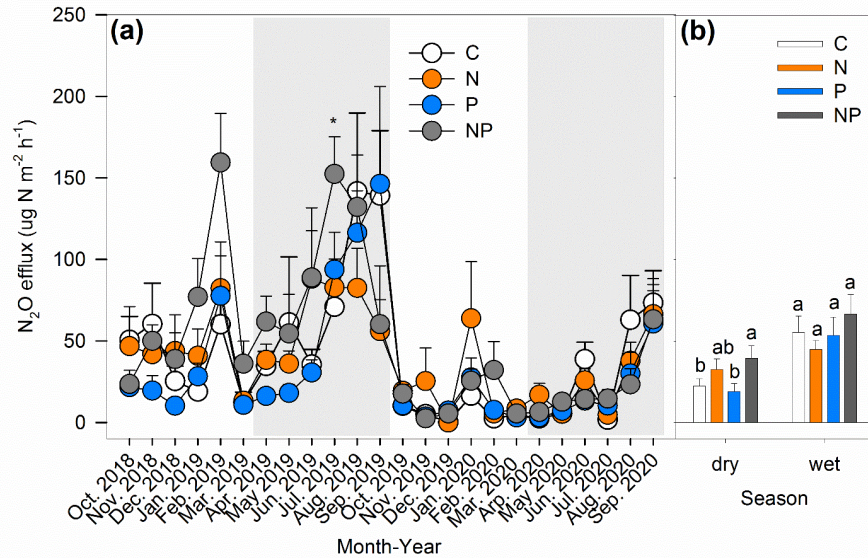 (a)
C
N
P
NP
*
250
200
150
100
50
0
N₂O efflux (ug N m⁻² h⁻¹)
Oct. 2018
Nov. 2018
Dec. 2018
Jan. 2019
Feb. 2019
Mar. 2019
Apr. 2019
May 2019
Jun. 2019
Jul. 2019
Aug. 2019
Sep. 2019
Oct. 2019
Nov. 2019
Dec. 2019
Jan. 2020
Feb. 2020
Mar. 2020
Arp. 2020
May. 2020
Jun. 2020
Jul. 2020
Aug. 2020
Sep. 2020
Month-Year
(b)
C
N
P
NP
b ab b a
a a a a
dry wet
Season